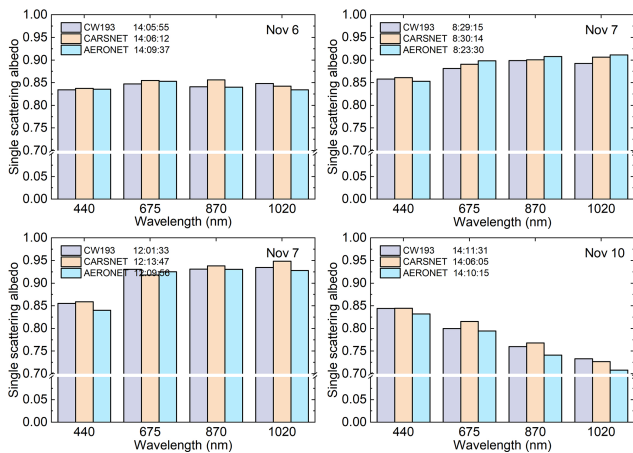 Nov 6
CW193 14:05:55
CARSNET 14:06:12
AERONET 14:09:37
Single scattering albedo
1.00
0.95
0.90
0.85
0.80
0.75
0.70
0.05
0.00
440 675 870 1020
Wavelength (nm)
Nov 7
CW193 8:29:15
CARSNET 8:30:14
AERONET 8:23:30
Single scattering albedo
1.00
0.95
0.90
0.85
0.80
0.75
0.70
0.05
0.00
440 675 870 1020
Wavelength (nm)
Nov 7
CW193 12:01:33
CARSNET 12:13:47
AERONET 12:09:56
Single scattering albedo
1.00
0.95
0.90
0.85
0.80
0.75
0.70
0.05
0.00
440 675 870 1020
Wavelength (nm)
Nov 10
CW193 14:11:31
CARSNET 14:06:05
AERONET 14:10:15
Single scattering albedo
1.00
0.95
0.90
0.85
0.80
0.75
0.70
0.05
0.00
440 675 870 1020
Wavelength (nm)